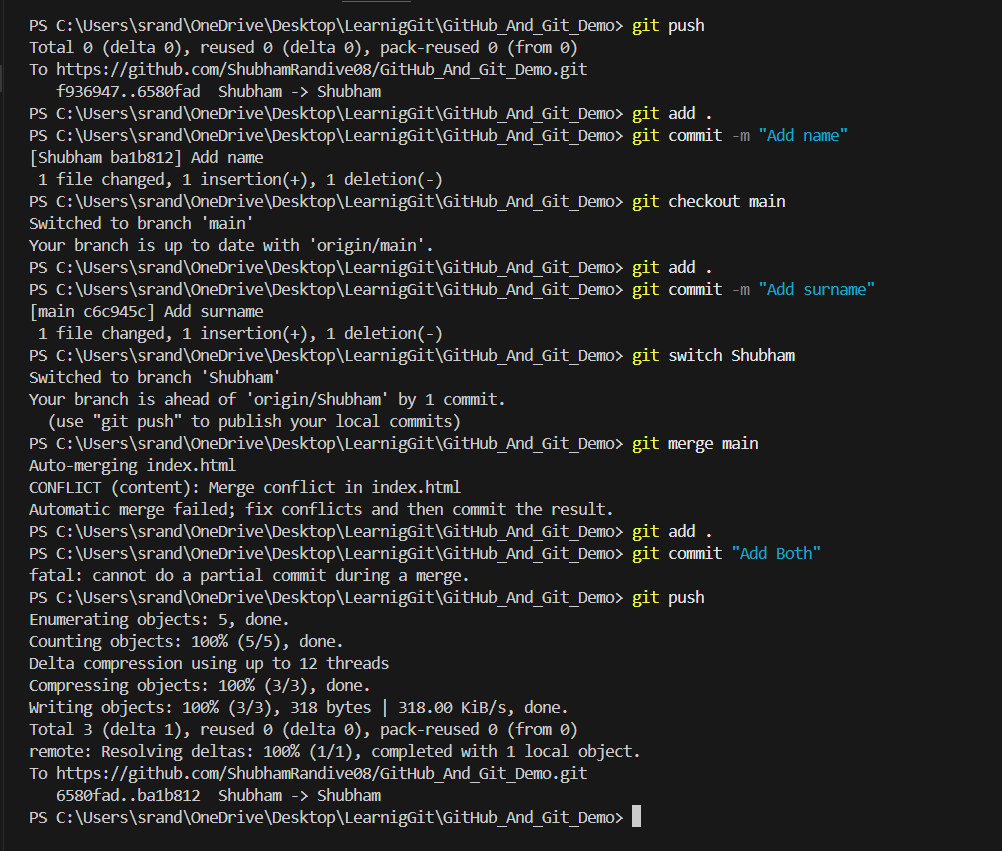 PS C:\Users\srand\OneDrive\Desktop\LearnigGit\GitHub_And_Git_Demo> git push
Total 0 (delta 0), reused 0 (delta 0), pack-reused 0 (from 0)
To https://github.com/ShubhamRandive08/GitHub_And_Git_Demo.git
   f936947..6580fad  Shubham -> Shubham
PS C:\Users\srand\OneDrive\Desktop\LearnigGit\GitHub_And_Git_Demo> git add .
PS C:\Users\srand\OneDrive\Desktop\LearnigGit\GitHub_And_Git_Demo> git commit -m "Add name"
[Shubham ba1b812] Add name
 1 file changed, 1 insertion(+), 1 deletion(-)
PS C:\Users\srand\OneDrive\Desktop\LearnigGit\GitHub_And_Git_Demo> git checkout main
Switched to branch 'main'
Your branch is up to date with 'origin/main'.
PS C:\Users\srand\OneDrive\Desktop\LearnigGit\GitHub_And_Git_Demo> git add .
PS C:\Users\srand\OneDrive\Desktop\LearnigGit\GitHub_And_Git_Demo> git commit -m "Add surname"
[main c6c945c] Add surname
 1 file changed, 1 insertion(+), 1 deletion(-)
PS C:\Users\srand\OneDrive\Desktop\LearnigGit\GitHub_And_Git_Demo> git switch Shubham
Switched to branch 'Shubham'
Your branch is ahead of 'origin/Shubham' by 1 commit.
  (use "git push" to publish your local commits)
PS C:\Users\srand\OneDrive\Desktop\LearnigGit\GitHub_And_Git_Demo> git merge main
Auto-merging index.html
CONFLICT (content): Merge conflict in index.html
Automatic merge failed; fix conflicts and then commit the result.
PS C:\Users\srand\OneDrive\Desktop\LearnigGit\GitHub_And_Git_Demo> git add .
PS C:\Users\srand\OneDrive\Desktop\LearnigGit\GitHub_And_Git_Demo> git commit "Add Both"
fatal: cannot do a partial commit during a merge.
PS C:\Users\srand\OneDrive\Desktop\LearnigGit\GitHub_And_Git_Demo> git push
Enumerating objects: 5, done.
Counting objects: 100% (5/5), done.
Delta compression using up to 12 threads
Compressing objects: 100% (3/3), done.
Writing objects: 100% (3/3), 318 bytes | 318.00 KiB/s, done.
Total 3 (delta 1), reused 0 (delta 0), pack-reused 0 (from 0)
remote: Resolving deltas: 100% (1/1), completed with 1 local object.
To https://github.com/ShubhamRandive08/GitHub_And_Git_Demo.git
   6580fad..ba1b812  Shubham -> Shubham
PS C:\Users\srand\OneDrive\Desktop\LearnigGit\GitHub_And_Git_Demo>